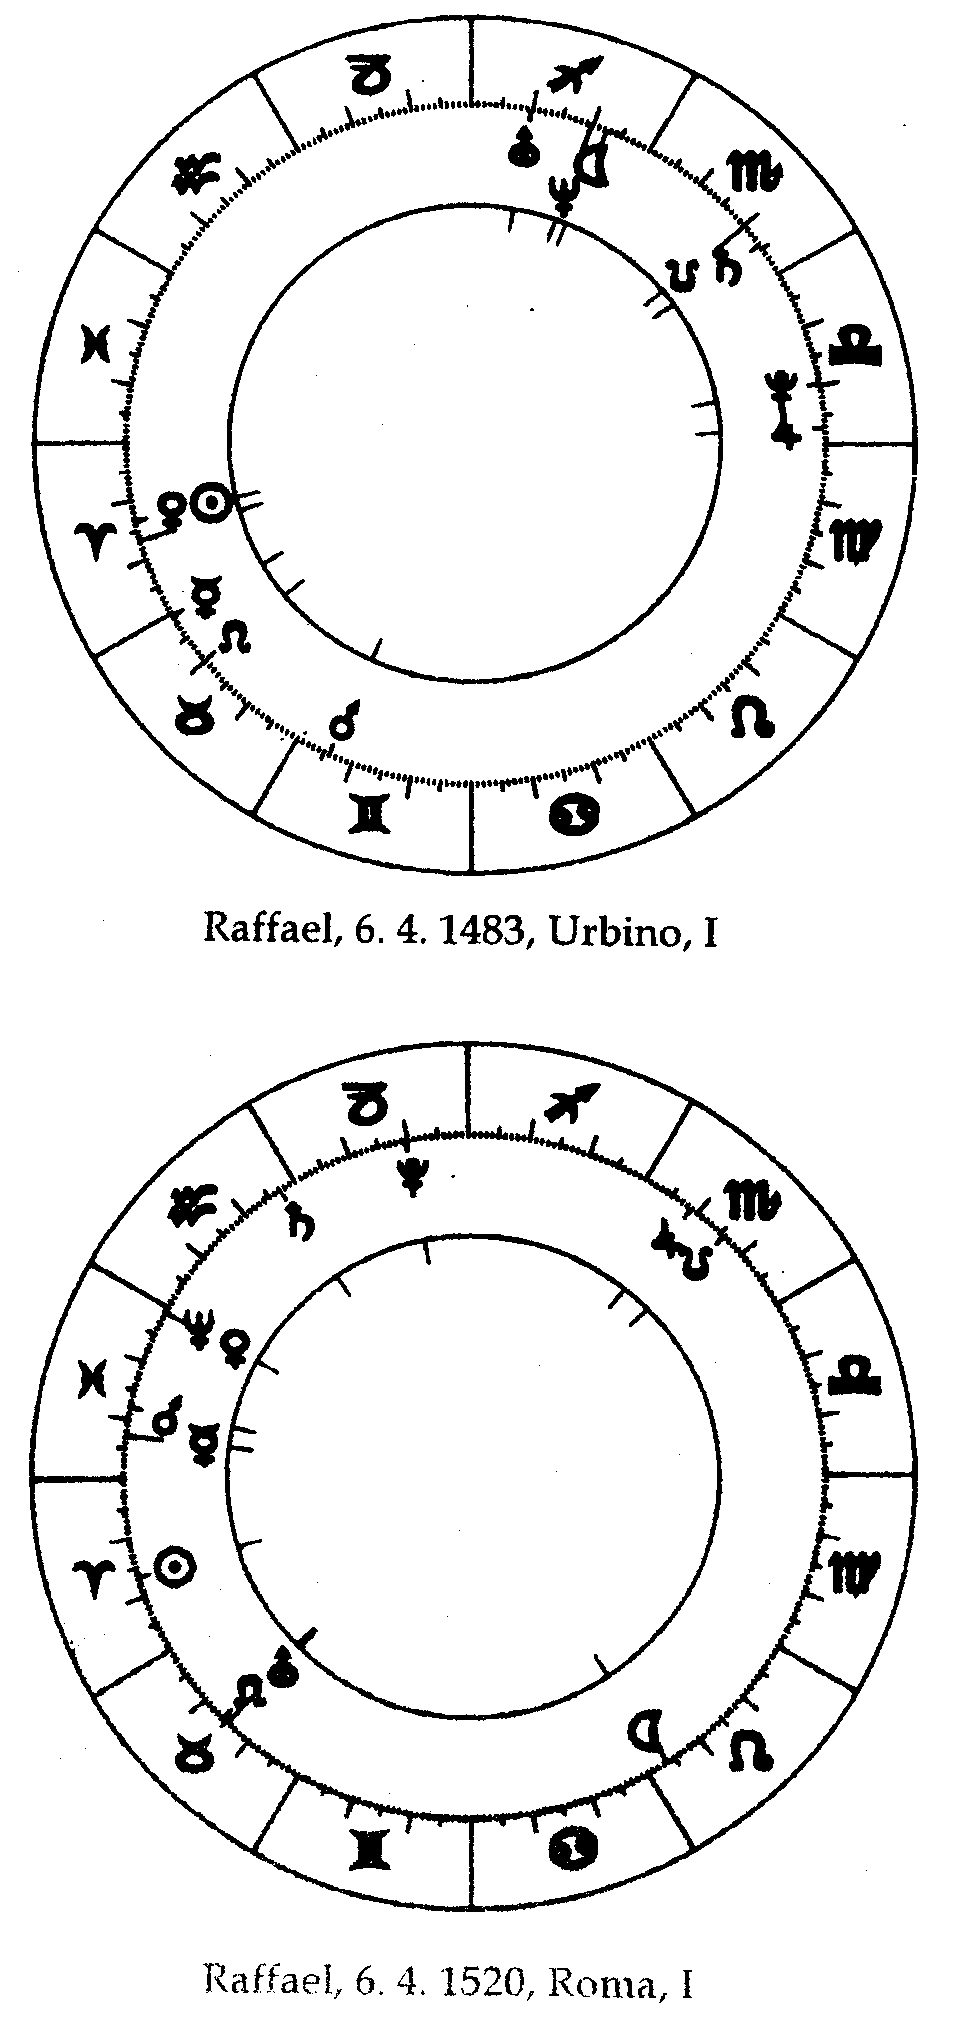 Raffael, 6. 4. 1483, Urbino, I
Raffael, 6. 4. 1520, Roma, I